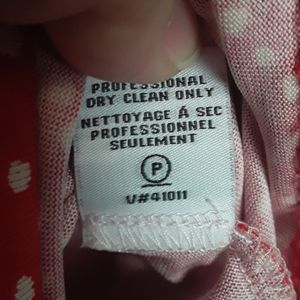 PROFESSIONAL
DRY CLEAN ONLY
NETTOYAGE À SEC
PROFESSIONNEL
SEULEMENT
P
V#41011